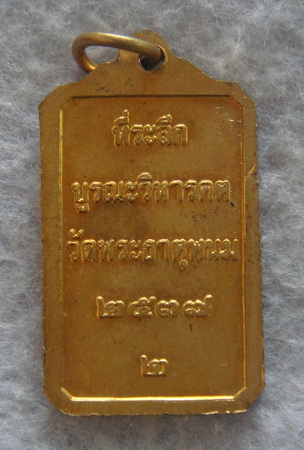 ที่ระลึก
บูรณะวิหารคต
วัดพระธาตุพนม
๒๕๓๗
๒